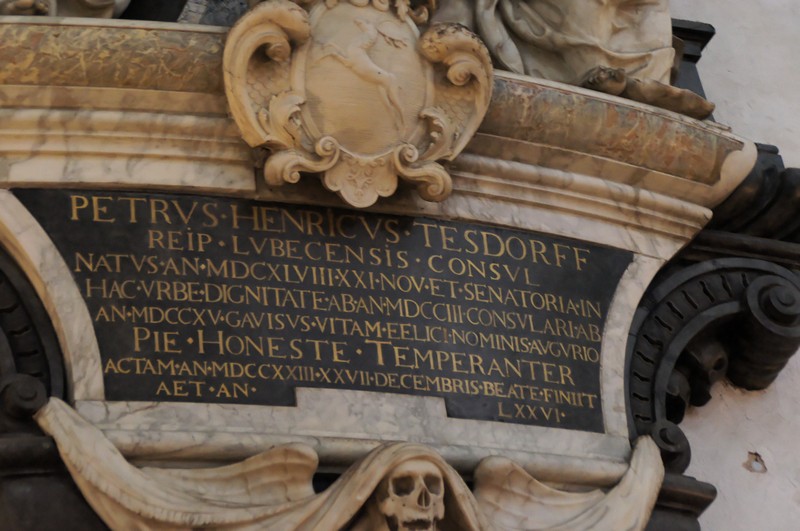 PETRVS · HENRICVS · TESDORFF
REIP · LVBECENSIS · CONSVL
NATVS · AN · MDCXLVIII · XXI · NOV · ET · SENATORIA · IN
HAC · VRBE · DIGNITATE · AB · AN · MDCCIII · CONSVLARI · AB
AN · MDCCXV · GAVISVS · VITAM · FELICI · NOMINIS · AVGVRIO
PIE · HONESTE · TEMPERANTER
ACTAM · AN · MDCCXXIII · XXVII · DECEMBRIS · BEATE · FINIIT
AET · AN · LXXVI ·